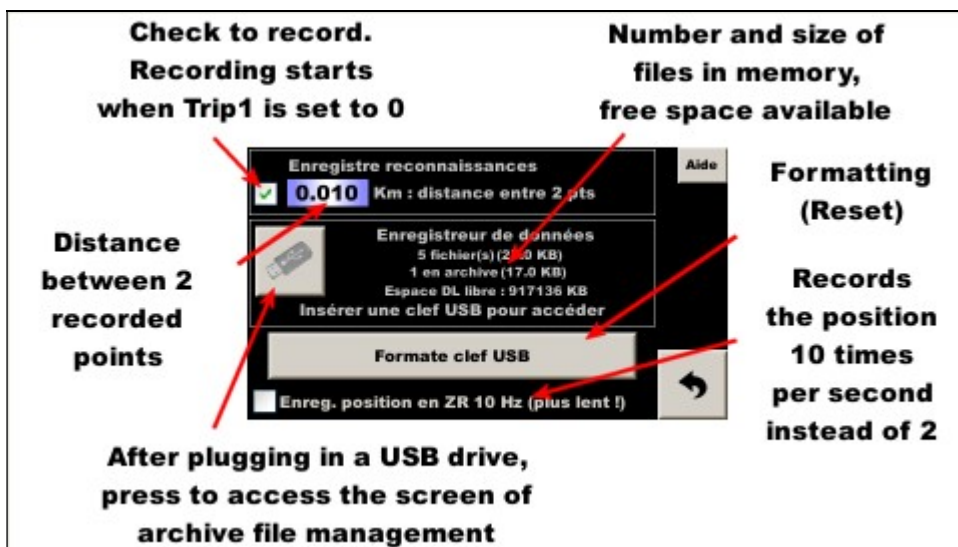 Check to record.
Recording starts
when Trip1 is set to 0
Number and size of
files in memory,
free space available
Enregistre reconnaissances
Aide
0.010 Km : distance entre 2 pts
Formatting
(Reset)
Distance
between 2
recorded
points
Enregistreur de données
5 fichier(s) KB)
1 en archive (17.0 KB)
Espace DL libre : 917136 KB
Insérer une clef USB pour accéder
Records
the position
10 times
per second
instead of 2
Formate clef USB
Enreg. position en ZR 10 Hz (plus lent !)
After plugging in a USB drive,
press to access the screen of
archive file management